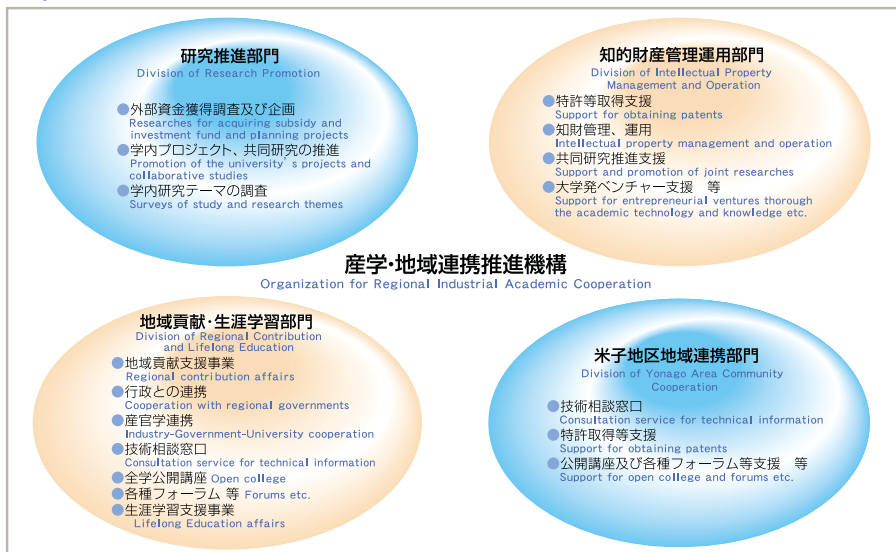 研究推進部門
Division of Research Promotion
●外部資金獲得調査及び企画
Researches for acquiring subsidy and
investment fund and planning projects
●学内プロジェクト、共同研究の推進
Promotion of the university's projects and
collaborative studies
●学内研究テーマの調査
Surveys of study and research themes
知的財産管理運用部門
Division of Intellectual Property
Management and Operation
●特許等取得支援
Support for obtaining patents
●知財管理、運用
Intellectual property management and operation
●共同研究推進支援
Support and promotion of joint researches
●大学発ベンチャー支援 等
Support for entrepreneurial ventures thorough
the academic technology and knowledge etc.
産学・地域連携推進機構
Organization for Regional Industrial Academic Cooperation
地域貢献・生涯学習部門
Division of Regional Contribution
and Lifelong Education
●地域貢献支援事業
Regional contribution affairs
●行政との連携
Cooperation with regional governments
●産官学連携
Industry-Government-University cooperation
●技術相談窓口
Consultation service for technical information
●全学公開講座 Open college
●各種フォーラム 等 Forums etc.
●生涯学習支援事業
Lifelong Education affairs
米子地区地域連携部門
Division of Yonago Area Community
Cooperation
●技術相談窓口
Consultation service for technical information
●特許取得等支援
Support for obtaining patents
●公開講座及び各種フォーラム等支援 等
Support for open college and forums etc.